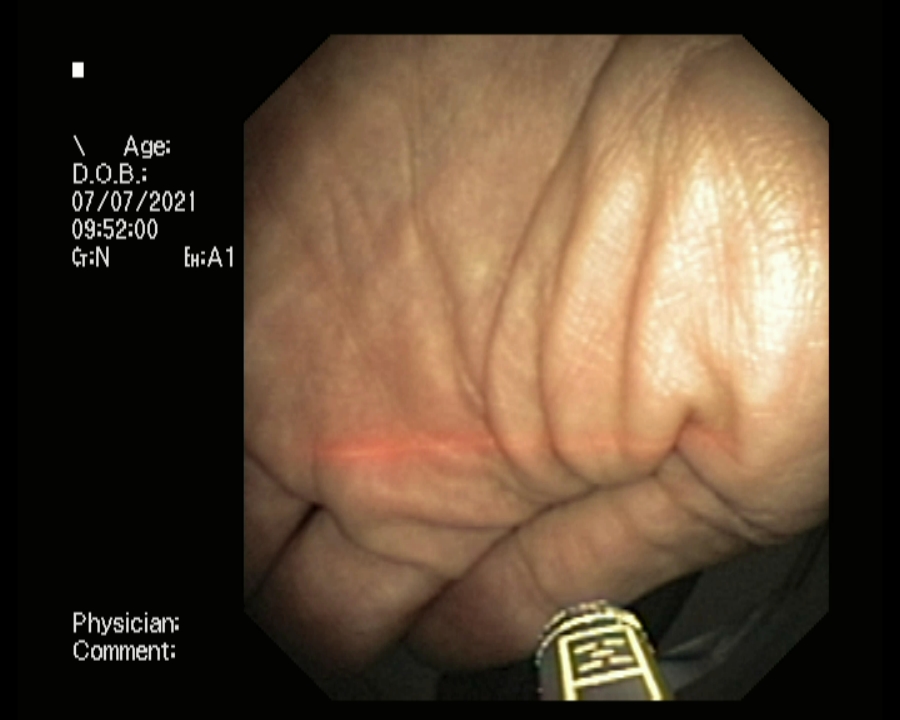 \ Age:
D.O.B.:
07/07/2021
09:52:00
Cr:N EH:A1
Physician:
Comment: